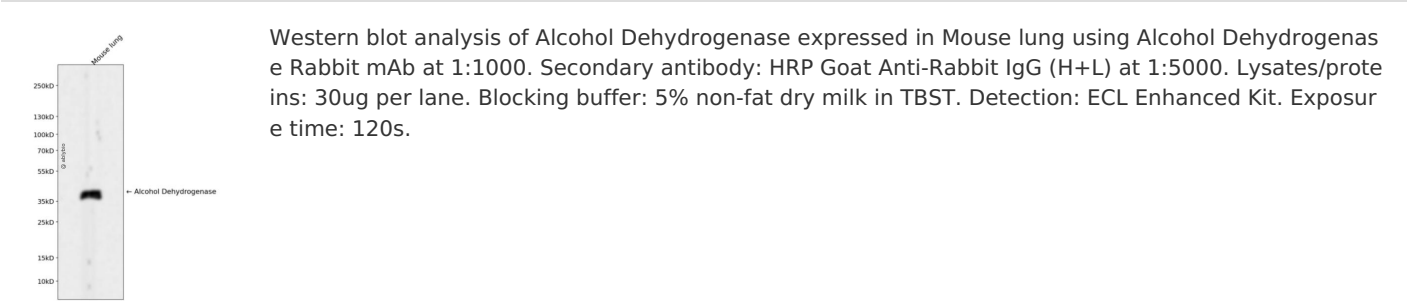 Mouse lung
250kD
130kD
100kD
70kD
55kD
35kD
25kD
15kD
10kD
@ abbybio
← Alcohol Dehydrogenase
Western blot analysis of Alcohol Dehydrogenase expressed in Mouse lung using Alcohol Dehydrogenas
e Rabbit mAb at 1:1000. Secondary antibody: HRP Goat Anti-Rabbit IgG (H+L) at 1:5000. Lysates/prote
ins: 30ug per lane. Blocking buffer: 5% non-fat dry milk in TBST. Detection: ECL Enhanced Kit. Exposur
e time: 120s.